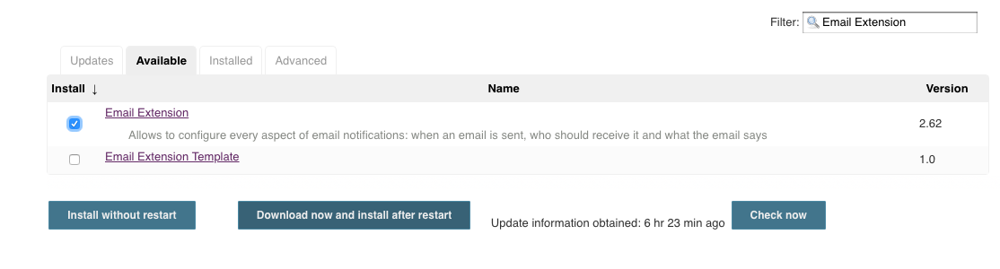 Filter: Email Extension
Updates Available Installed Advanced
Install ↓ Name Version
Email Extension
2.62
Allows to configure every aspect of email notifications: when an email is sent, who should receive it and what the email says
Email Extension Template 1.0
Install without restart Download now and install after restart Update information obtained: 6 hr 23 min ago Check now